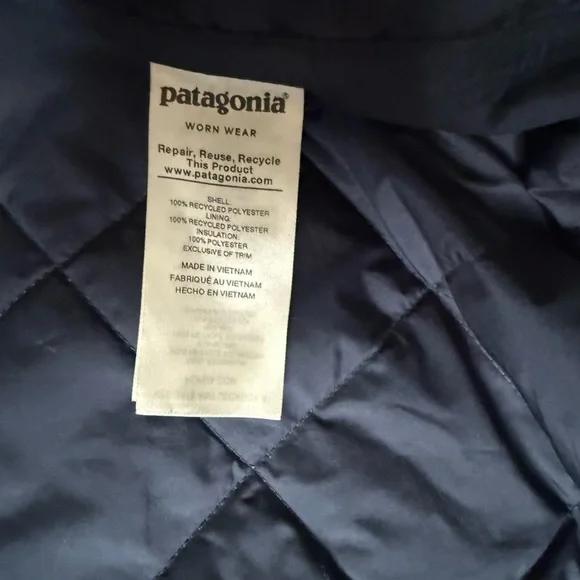 patagonia®
WORN WEAR
Repair, Reuse, Recycle
This Product
www.patagonia.com
SHELL:
100% RECYCLED POLYESTER
LINING:
100% RECYCLED POLYESTER
INSULATION:
100% POLYESTER
EXCLUSIVE OF TRIM
MADE IN VIETNAM
FABRIQUÉ AU VIETNAM
HECHO EN VIETNAM